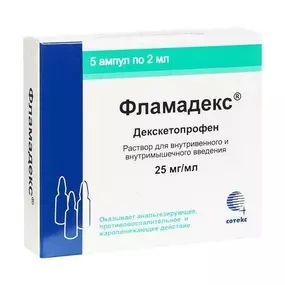 5 ампул по 2 мл
Фламадекс®
Декскетопрофен
Раствор для внутривенного и
внутримышечного введения
25 мг/мл
Оказывает анальгезирующее,
противовоспалительное и
жаропонижающее действие
сотекс
Фламадекс®